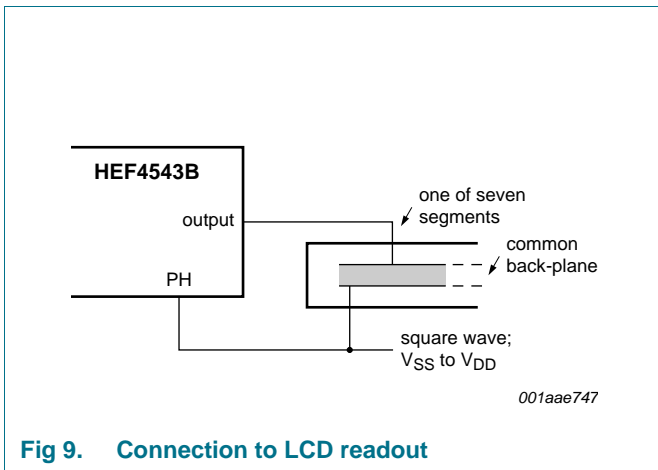 HEF4543B
output
PH
one of seven
segments
common
back-plane
square wave;
VSS to VDD
001aae747
Fig 9. Connection to LCD readout